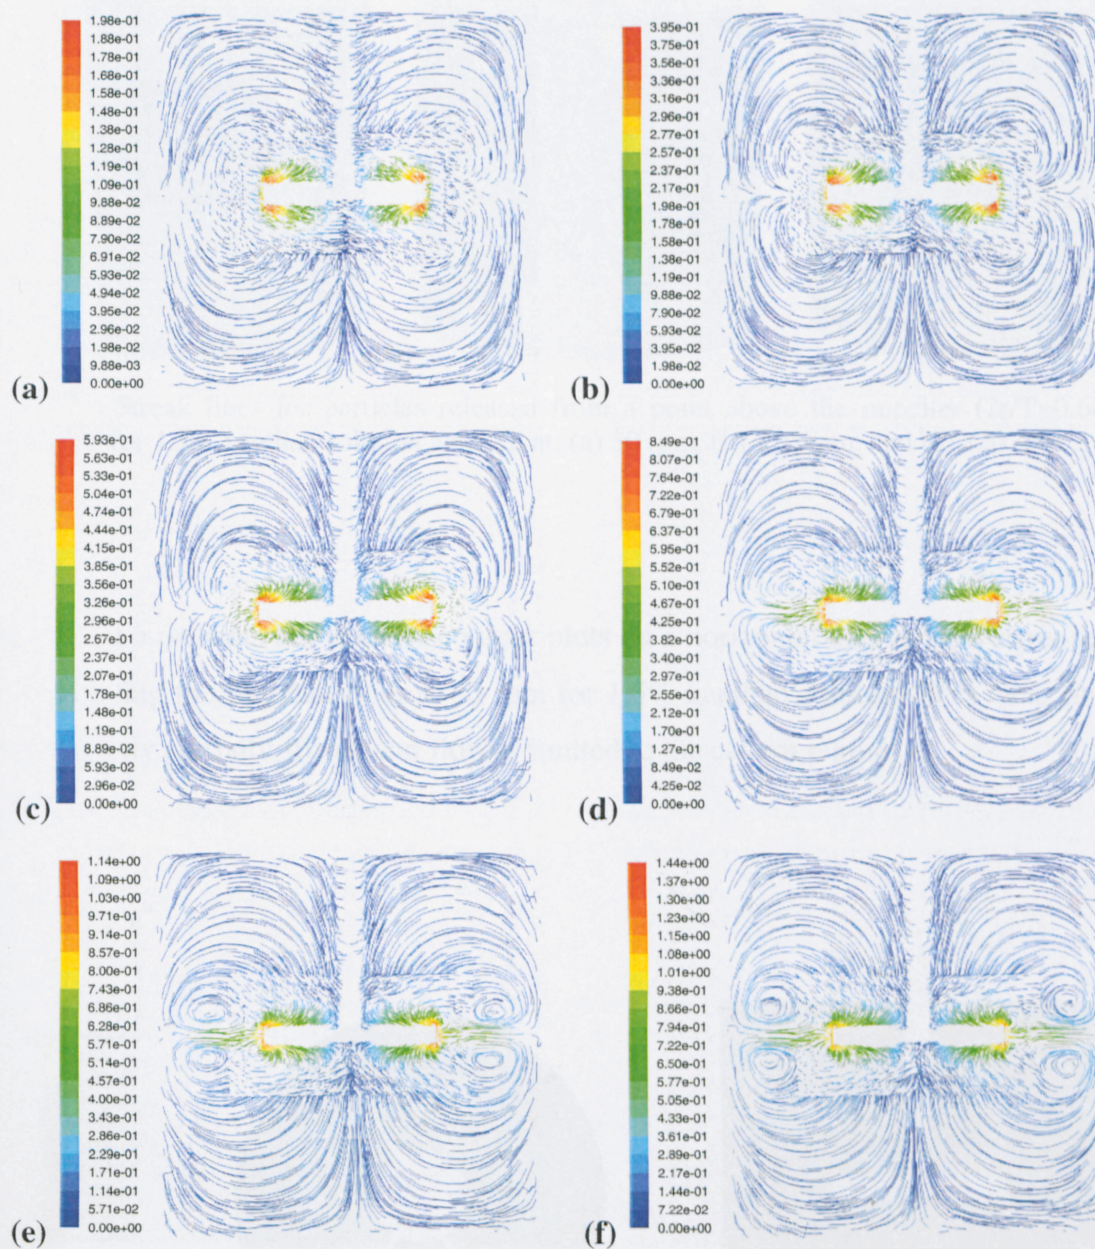 1.98e-01
1.88e-01
1.78e-01
1.68e-01
1.58e-01
1.48e-01
1.38e-01
1.28e-01
1.19e-01
1.09e-01
9.88e-02
8.89e-02
7.90e-02
6.91e-02
5.93e-02
4.94e-02
3.95e-02
2.96e-02
1.98e-02
9.88e-03
0.00e+00
(a)
3.95e-01
3.75e-01
3.56e-01
3.36e-01
3.16e-01
2.96e-01
2.77e-01
2.57e-01
2.37e-01
2.17e-01
1.98e-01
1.78e-01
1.58e-01
1.38e-01
1.19e-01
9.88e-02
7.90e-02
5.93e-02
3.95e-02
1.98e-02
0.00e+00
(b)
Streak lines for particles released from a point above the impeller
5.93e-01
5.63e-01
5.33e-01
5.04e-01
4.74e-01
4.44e-01
4.15e-01
3.85e-01
3.56e-01
3.26e-01
2.96e-01
2.67e-01
2.37e-01
2.07e-01
1.78e-01
1.48e-01
1.19e-01
8.89e-02
5.93e-02
2.96e-02
0.00e+00
(c)
8.49e-01
8.07e-01
7.64e-01
7.22e-01
6.79e-01
6.37e-01
5.95e-01
5.52e-01
5.10e-01
4.67e-01
4.25e-01
3.82e-01
3.40e-01
2.97e-01
2.55e-01
2.12e-01
1.70e-01
1.27e-01
8.49e-02
4.25e-02
0.00e+00
(d)
1.14e+00
1.09e+00
1.03e+00
9.71e-01
9.14e-01
8.57e-01
8.00e-01
7.43e-01
6.86e-01
6.28e-01
5.71e-01
5.14e-01
4.57e-01
4.00e-01
3.43e-01
2.86e-01
2.29e-01
1.71e-01
1.14e-01
5.71e-02
0.00e+00
(e)
1.44e+00
1.37e+00
1.30e+00
1.23e+00
1.15e+00
1.08e+00
1.01e+00
9.38e-01
8.66e-01
7.94e-01
7.22e-01
6.50e-01
5.77e-01
5.05e-01
4.33e-01
3.61e-01
2.89e-01
2.17e-01
1.44e-01
7.22e-02
0.00e+00
(f)